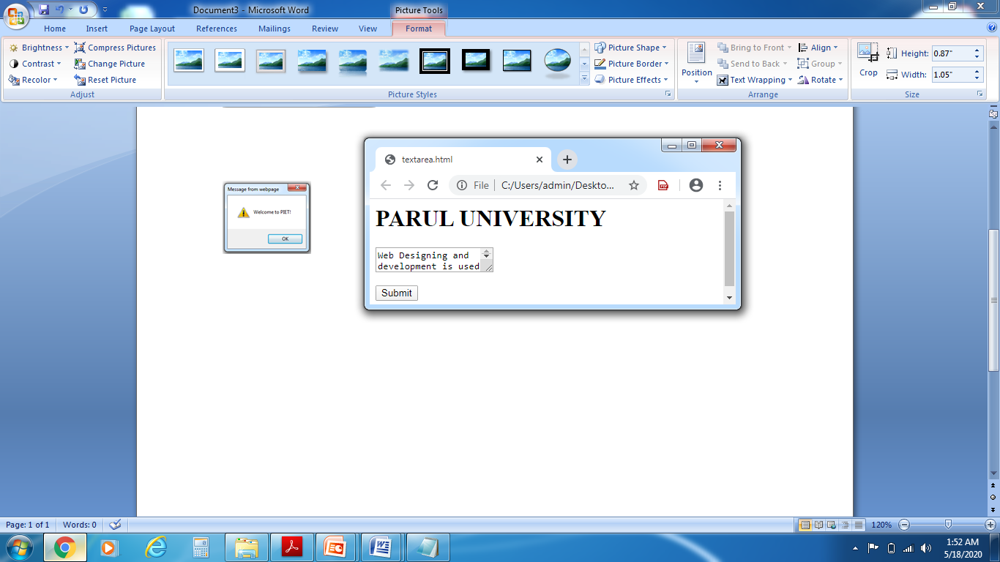 Document3 - Microsoft Word
Picture Tools
Home Insert Page Layout References Mailings Review View Format
Brightness Compress Pictures
Contrast Change Picture
Recolor Reset Picture
Adjust
Picture Styles
Picture Shape
Picture Border
Picture Effects
Position
Bring to Front Align
Send to Back Group
Text Wrapping Rotate
Arrange
Crop
Height: 0.87"
Width: 1.05"
Size
Message from webpage
Welcome to PIET!
OK
textarea.html
File C:/Users/admin/Deskto...
PARUL UNIVERSITY
Web Designing and
development is used
Submit
Page: 1 of 1 Words: 0
120%
1:52 AM
5/18/2020